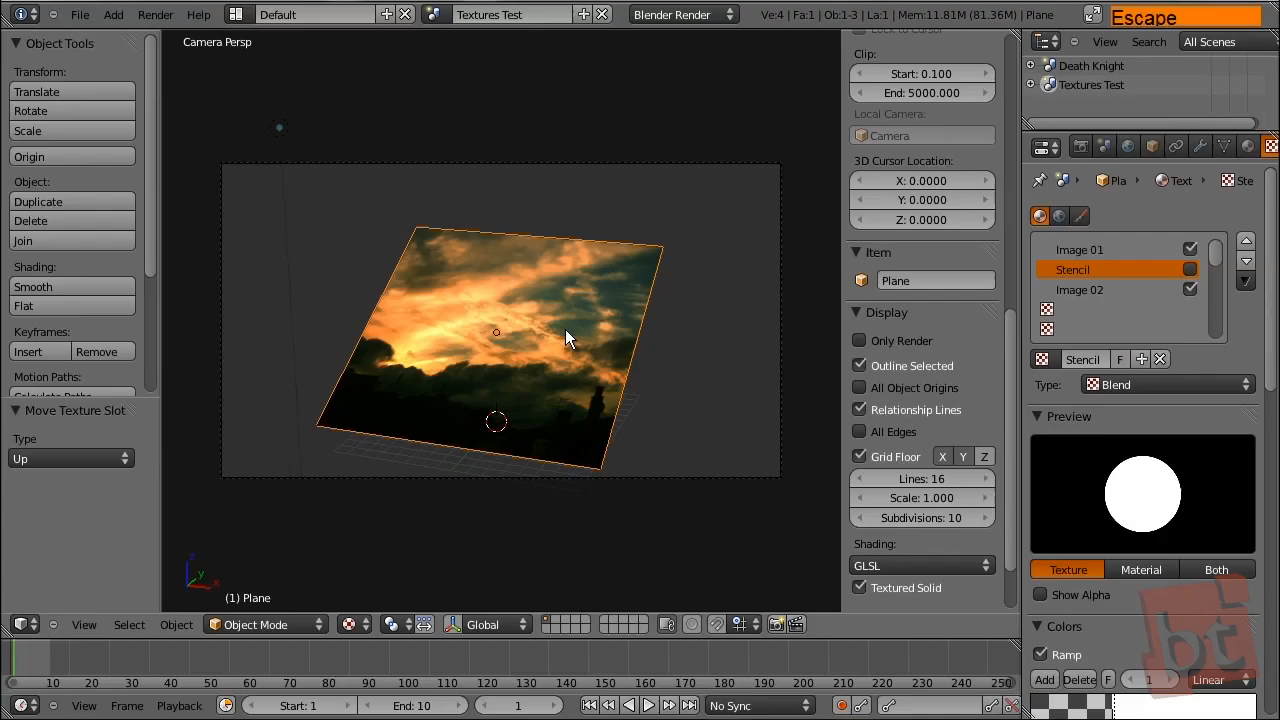 File Add Render Help Default Textures Test Blender Render Ve:4 | Fa:1 | Ob:1-3 | La:1 | Mem:11.81M (81.36M) | Plane Escape
Object Tools
Transform:
Translate
Rotate
Scale
Origin
Object:
Duplicate
Delete
Join
Shading:
Smooth
Flat
Keyframes:
Insert Remove
Motion Paths:
Move Texture Slot
Type
Up
Camera Persp
z
y
x
(1) Plane
View Select Object Object Mode Global
Clip:
Start: 0.100
End: 5000.000
Local Camera:
Camera
3D Cursor Location:
X: 0.0000
Y: 0.0000
Z: 0.0000
Item
Plane
Display
Only Render
Outline Selected
All Object Origins
Relationship Lines
All Edges
Grid Floor X Y Z
Lines: 16
Scale: 1.000
Subdivisions: 10
Shading:
GLSL
Textured Solid
View Search All Scenes
Death Knight
Textures Test
Pla Text Ste
Image 01
Stencil
Image 02
Stencil F
Type: Blend
Preview
Texture Material Both
Show Alpha
Colors
Ramp
Add Delete F 1 Linear
bt
10 20 30 40 50 60 70 80 90 100 110 120 130 140 150 160 170 180 190 200 210 220 230 240 250
View Frame Playback Start: 1 End: 10 1 No Sync